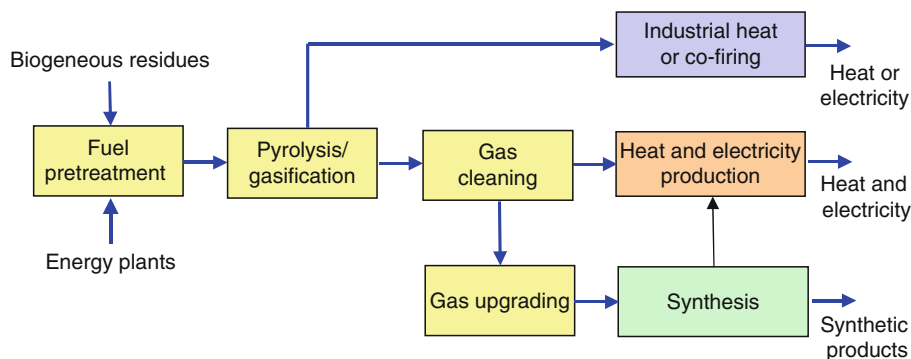 Industrial heat
or co-firing
Biogeneous residues
Heat or
electricity
Fuel
pretreatment
Pyrolysis/
gasification
Gas
cleaning
Heat and electricity
production
Heat and
electricity
Energy plants
Gas upgrading
Synthesis
Synthetic
products